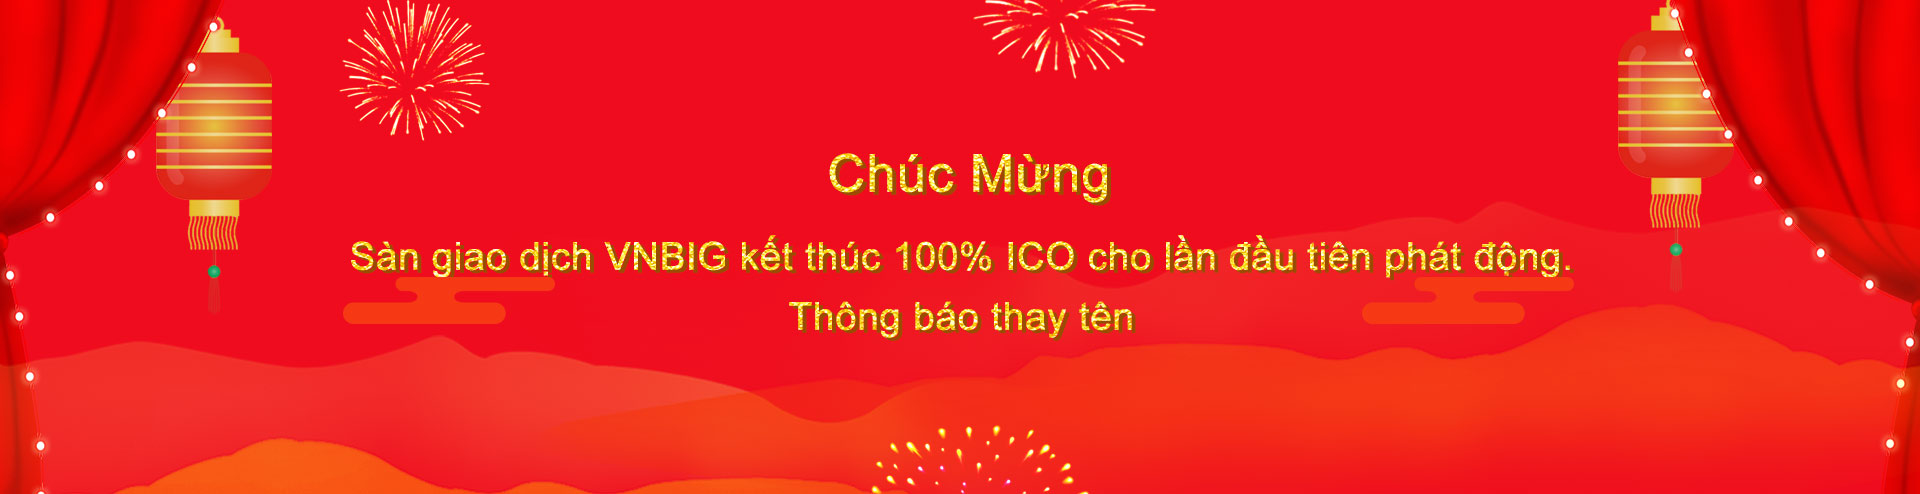 Chúc Mừng
Sàn giao dịch VNBIG kết thúc 100% ICO cho lần đầu tiên phát động.
Thông báo thay tên